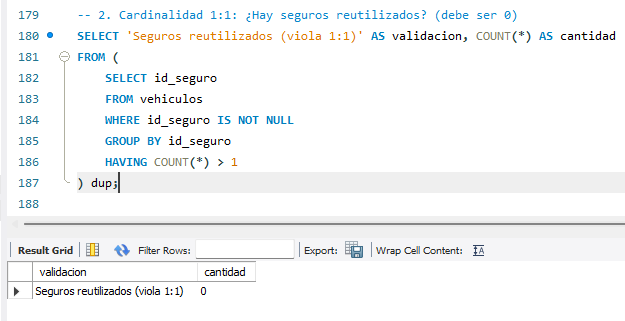 179 -- 2. Cardinalidad 1:1: ¿Hay seguros reutilizados? (debe ser 0)
180 SELECT 'Seguros reutilizados (viola 1:1)' AS validacion, COUNT(*) AS cantidad
181 FROM (
182 SELECT id_seguro
183 FROM vehiculos
184 WHERE id_seguro IS NOT NULL
185 GROUP BY id_seguro
186 HAVING COUNT(*) > 1
187 ) dup;
188
Result Grid Filter Rows: Export: Wrap Cell Content:
validacion cantidad
Seguros reutilizados (viola 1:1) 0